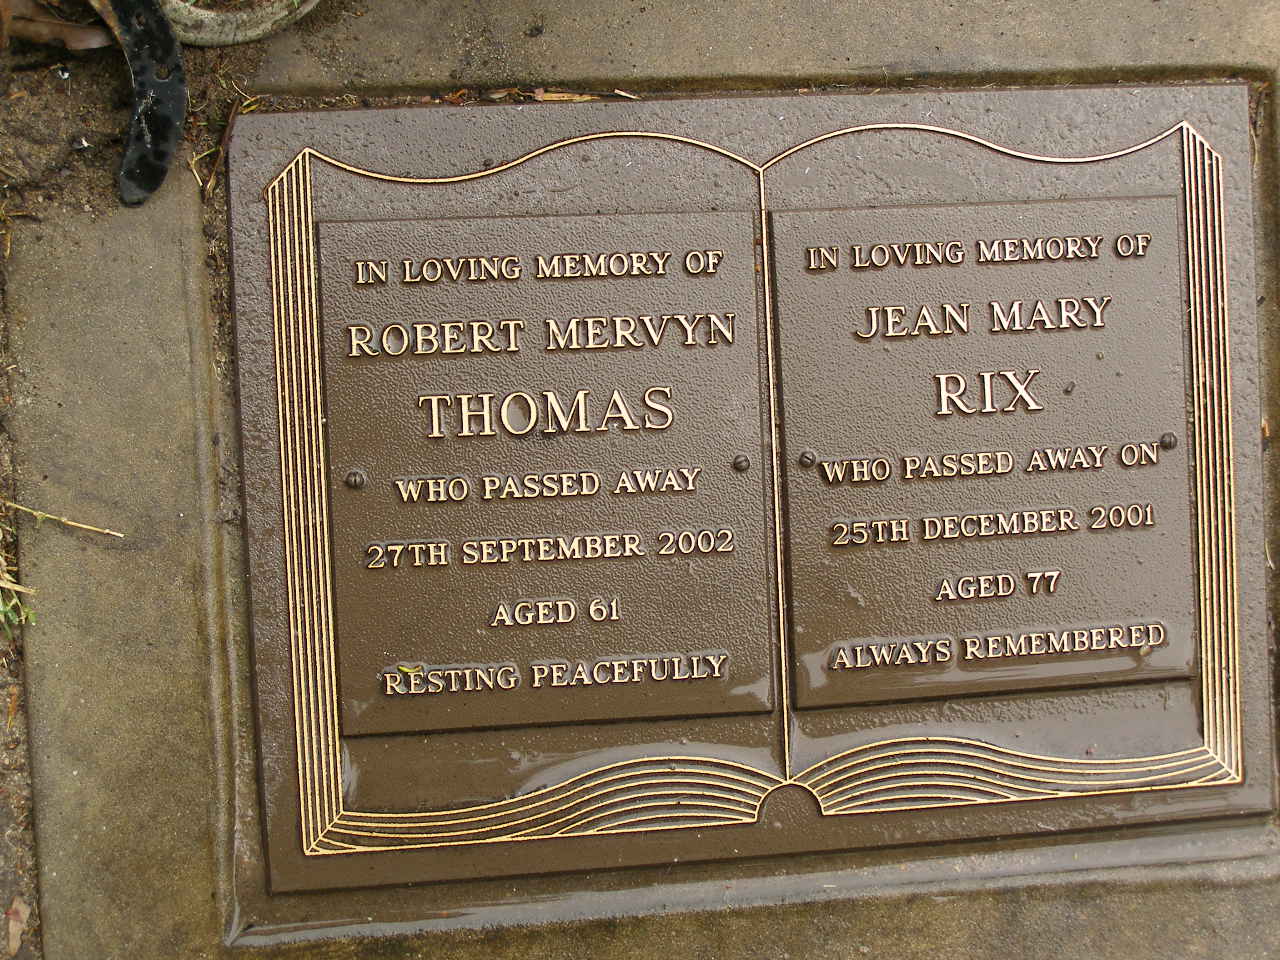 IN LOVING MEMORY OF
ROBERT MERVYN
THOMAS
WHO PASSED AWAY
27TH SEPTEMBER 2002
AGED 61
RESTING PEACEFULLY
IN LOVING MEMORY OF
JEAN MARY
RIX
WHO PASSED AWAY ON
25TH DECEMBER 2001
AGED 77
ALWAYS REMEMBERED